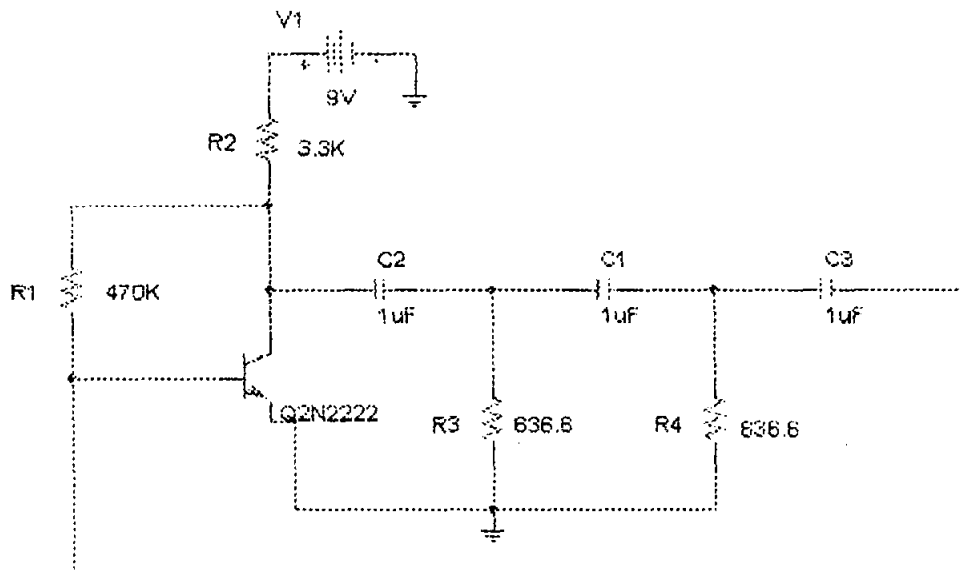 V1
9V
R2
3.3K
C2
C1
C3
R1
470K
1uF
1uF
1uF
Q2N2222
R3
636.6
R4
636.6